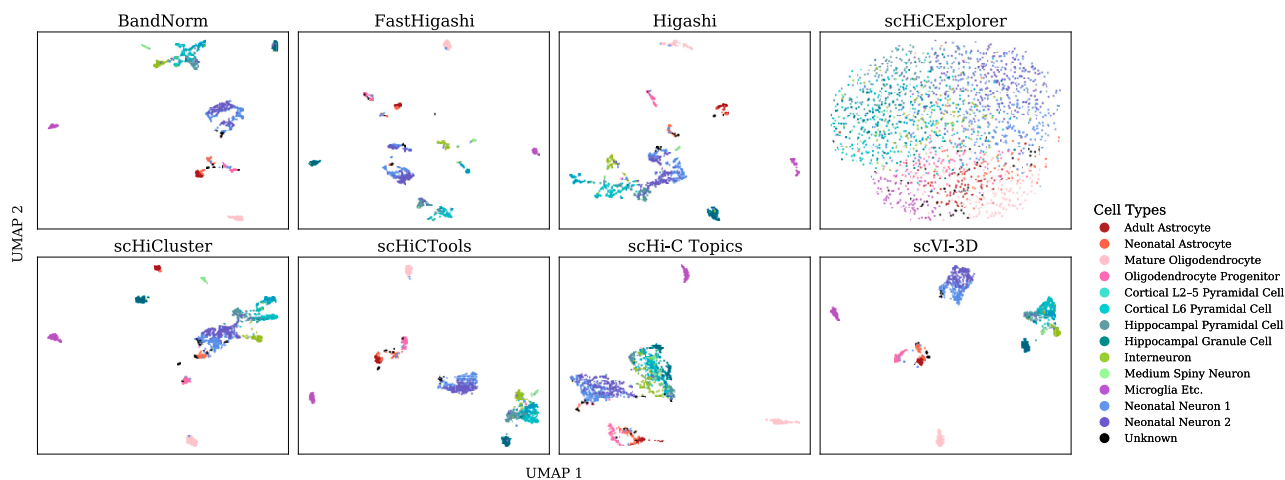 BandNorm
FastHigashi
Higashi
scHiCExplorer
UMAP 2
scHiCluster
scHiCTools
scHi-C Topics
scVI-3D
UMAP 1
Cell Types
Adult Astrocyte
Neonatal Astrocyte
Mature Oligodendrocyte
Oligodendrocyte Progenitor
Cortical L2–5 Pyramidal Cell
Cortical L6 Pyramidal Cell
Hippocampal Pyramidal Cell
Hippocampal Granule Cell
Interneuron
Medium Spiny Neuron
Microglia Etc.
Neonatal Neuron 1
Neonatal Neuron 2
Unknown